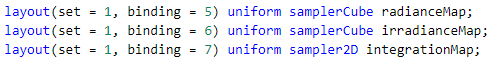 layout(set = 1, binding = 5) uniform samplerCube radianceMap;
layout(set = 1, binding = 6) uniform samplerCube irradianceMap;
layout(set = 1, binding = 7) uniform sampler2D integrationMap;